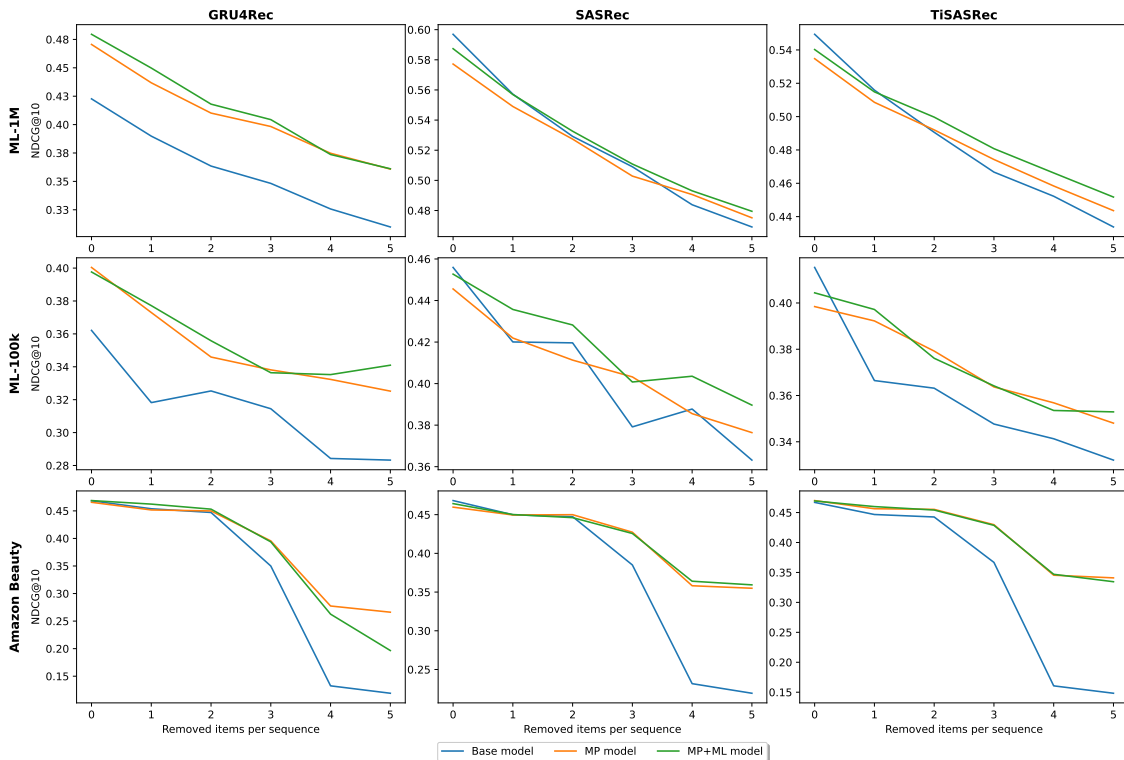 GRU4Rec
SASRec
TiSASRec
ML-1M
NDCG@10
0.48
0.45
0.43
0.40
0.38
0.35
0.33
0 1 2 3 4 5
0.60
0.58
0.56
0.54
0.52
0.50
0.48
0 1 2 3 4 5
0.54
0.52
0.50
0.48
0.46
0.44
0 1 2 3 4 5
ML-100k
NDCG@10
0.40
0.38
0.36
0.34
0.32
0.30
0.28
0 1 2 3 4 5
0.46
0.44
0.42
0.40
0.38
0.36
0 1 2 3 4 5
0.40
0.38
0.36
0.34
0 1 2 3 4 5
Amazon Beauty
NDCG@10
0.45
0.40
0.35
0.30
0.25
0.20
0.15
0 1 2 3 4 5
Removed items per sequence
0.45
0.40
0.35
0.30
0.25
0 1 2 3 4 5
Removed items per sequence
0.45
0.40
0.35
0.30
0.25
0.20
0.15
0 1 2 3 4 5
Removed items per sequence
Base model MP model MP+ML model